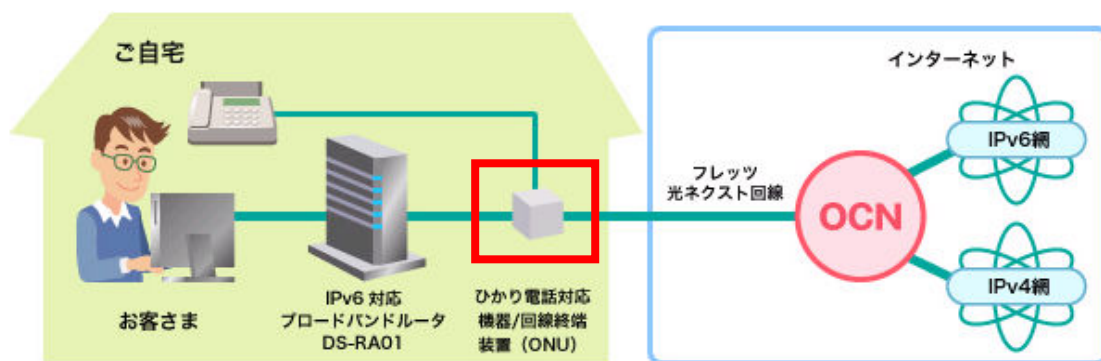 ご自宅
インターネット
IPv6網
フレッツ
光ネクスト回線
OCN
IPv4網
お客さま
IPv6 対応
ブロードバンドルータ
DS-RA01
ひかり電話対応
機器/回線終端
装置（ONU）